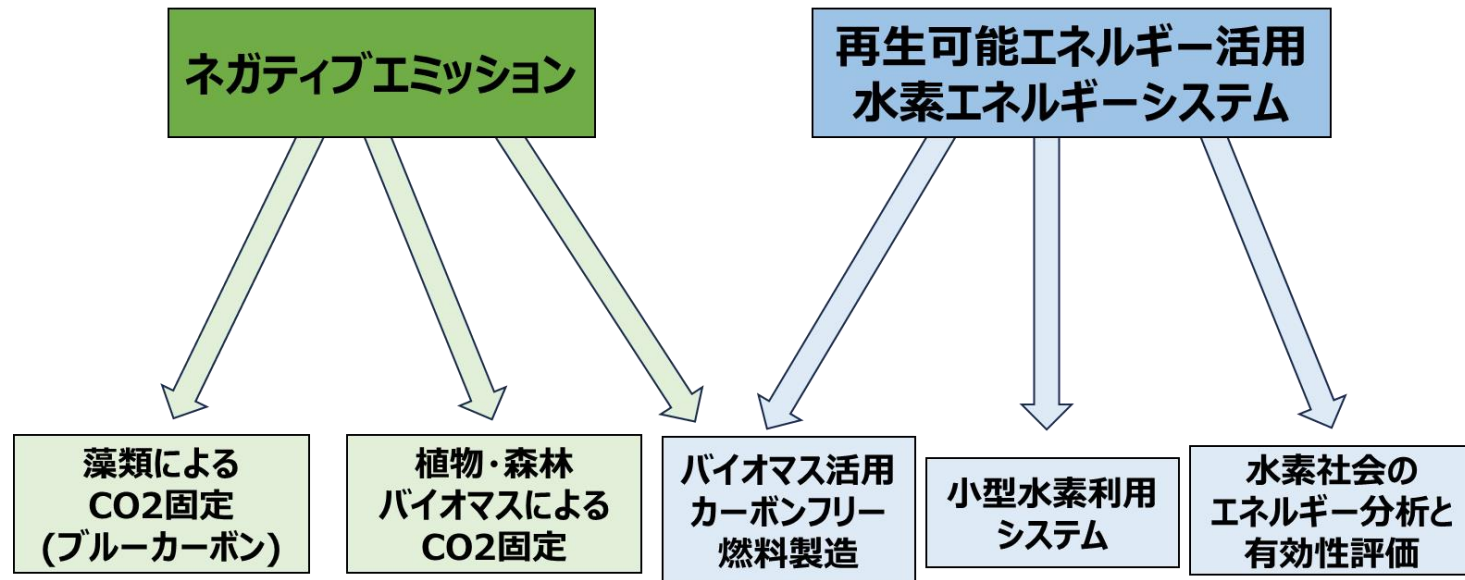 ネガティブエミッション
再生可能エネルギー活用
水素エネルギーシステム
藻類による
CO2固定
(ブルーカーボン)
植物・森林
バイオマスによる
CO2固定
バイオマス活用
カーボンフリー
燃料製造
小型水素利用
システム
水素社会の
エネルギー分析と
有効性評価